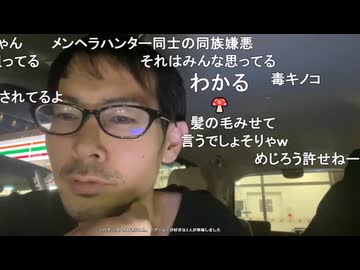 ゃん　メンヘラハンター同士の同族嫌悪
思ってる　それはみんな思ってる
わかる　毒キノコ
されてるよ
髪の毛みせて
言うでしょそりゃw
めじろう許せねー